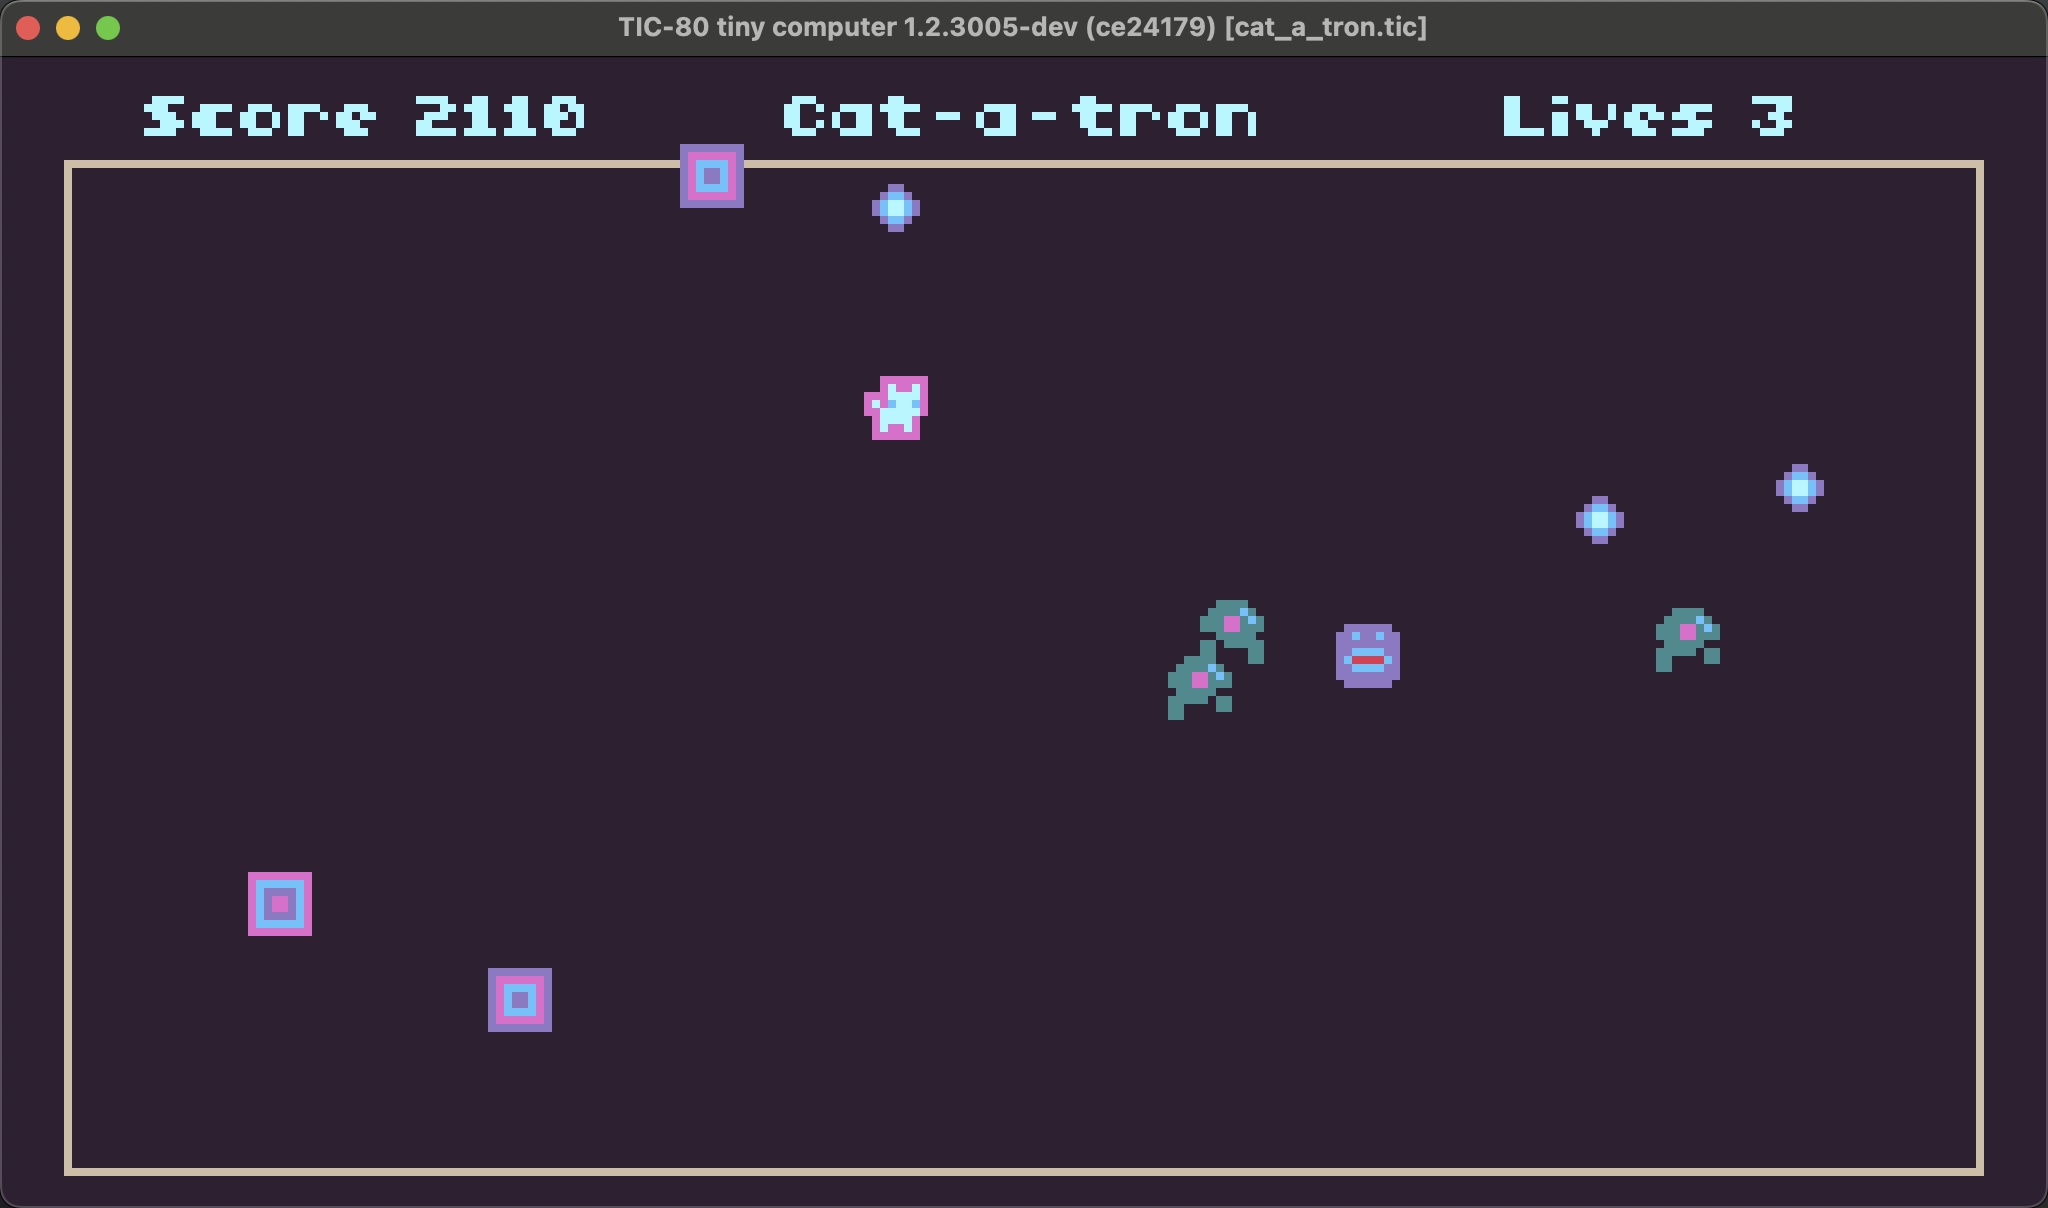 TIC-80 tiny computer 1.2.3005-dev (ce24179) [cat_a_tron.tic]
Score 2110 Cat-a-tron Lives 3